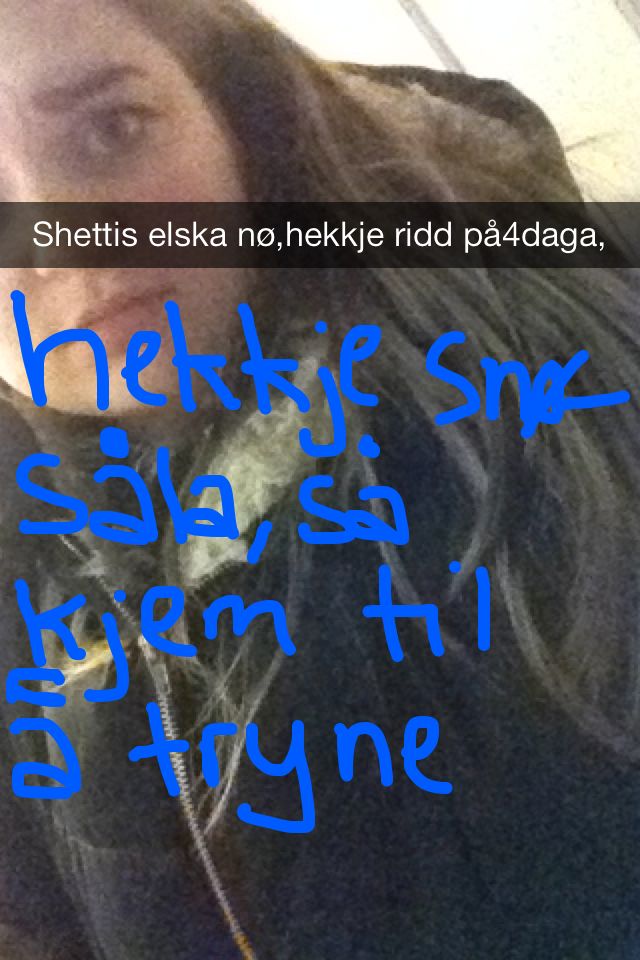 Shettis elska nø,hekkje ridd på4daga,
hekkje snø
såla, så
kjem til
å tryne